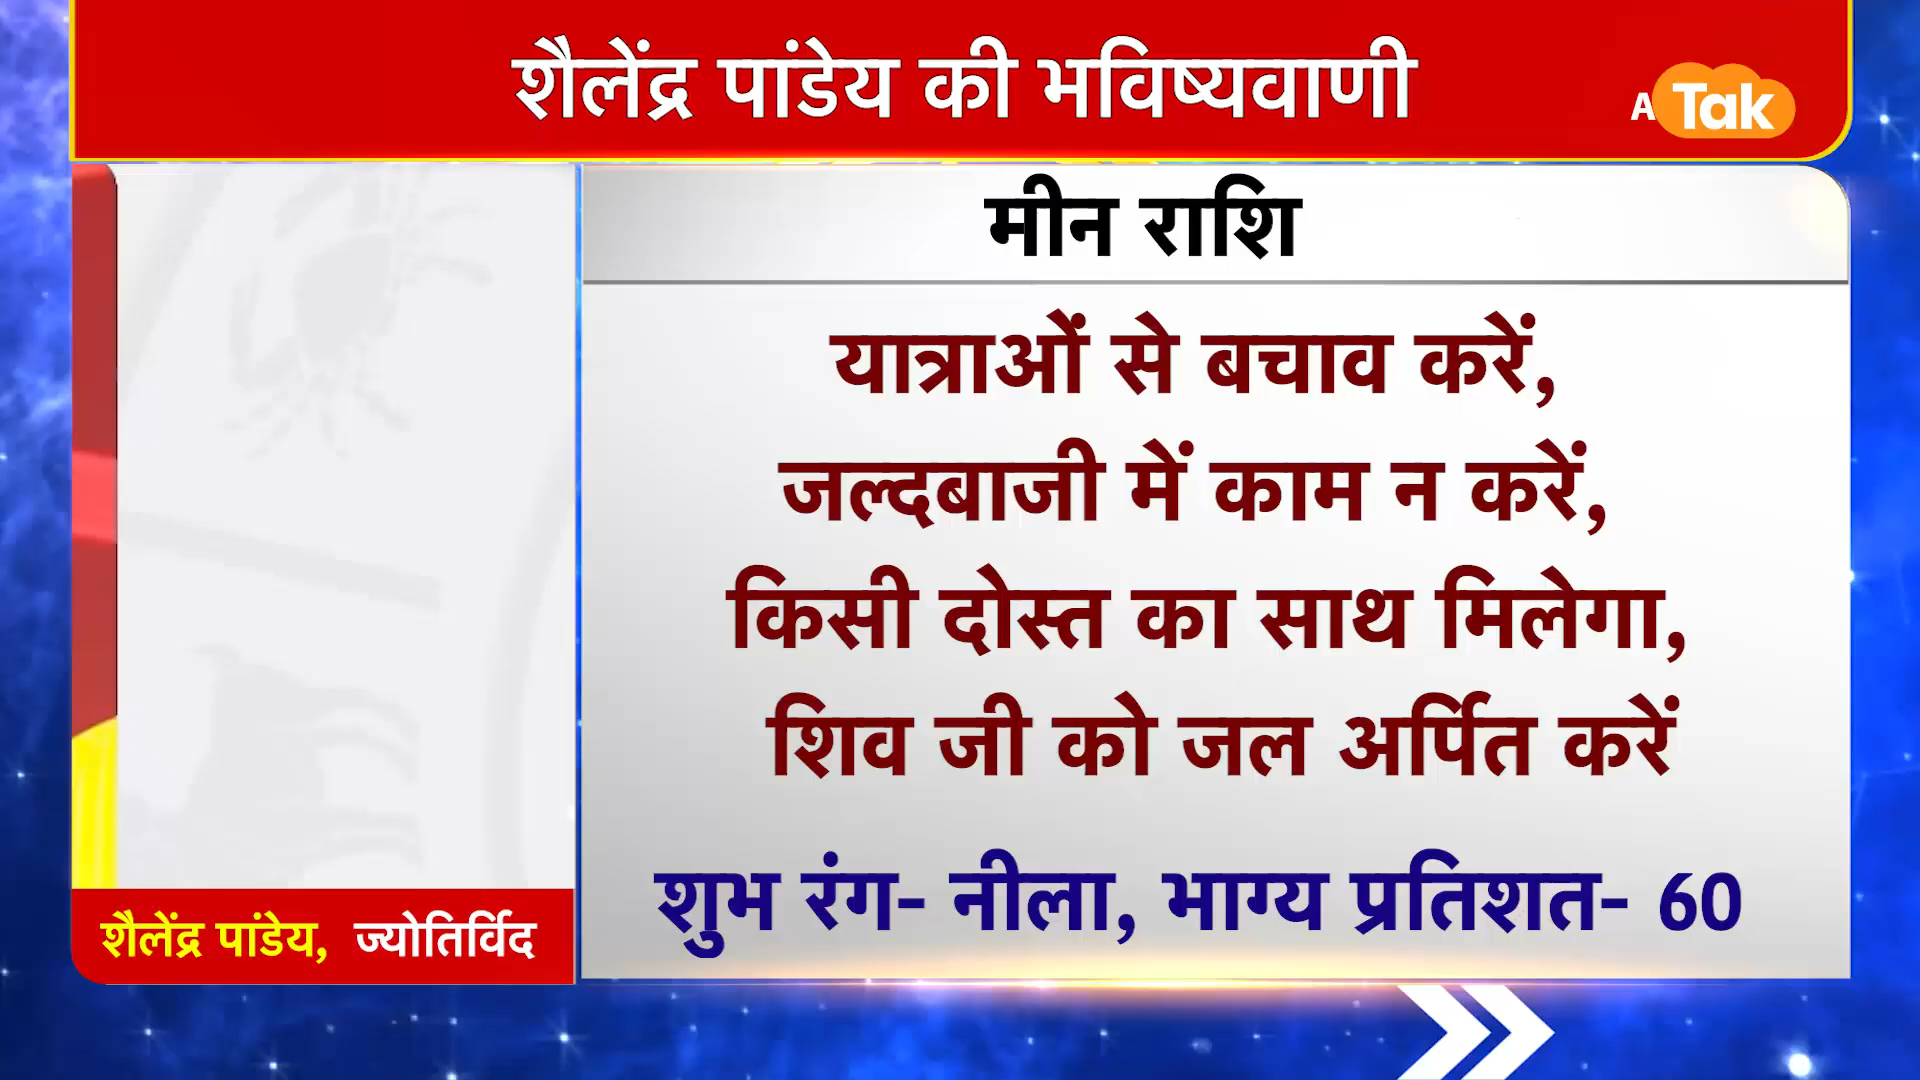 शैलेंद्र पांडेय की भविष्यवाणी
A Tak
मीन राशि
यात्राओं से बचाव करें,
जल्दबाजी में काम न करें,
किसी दोस्त का साथ मिलेगा,
शिव जी को जल अर्पित करें
शुभ रंग- नीला, भाग्य प्रतिशत- 60
शैलेंद्र पांडेय, ज्योतिर्विद